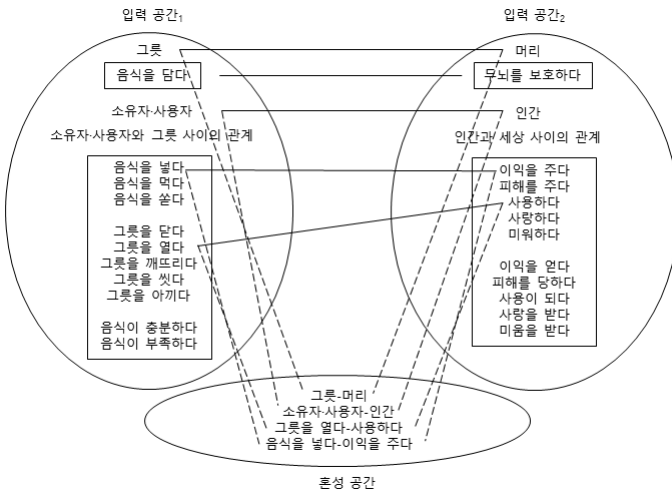 입력 공간₁
입력 공간₂
그릇
머리
음식을 담다
두뇌를 보호하다
소유자·사용자
인간
소유자·사용자와 그릇 사이의 관계
인간과 세상 사이의 관계
음식을 넣다
음식을 먹다
음식을 쏟다
그릇을 닫다
그릇을 열다
그릇을 깨뜨리다
그릇을 씻다
그릇을 아끼다
음식이 충분하다
음식이 부족하다
이익을 주다
피해를 주다
사용하다
사랑하다
미워하다
이익을 얻다
피해를 당하다
사용이 되다
사랑을 받다
미움을 받다
그릇-머리
소유자·사용자-인간
그릇을 열다-사용하다
음식을 넣다-이익을 주다
혼성 공간